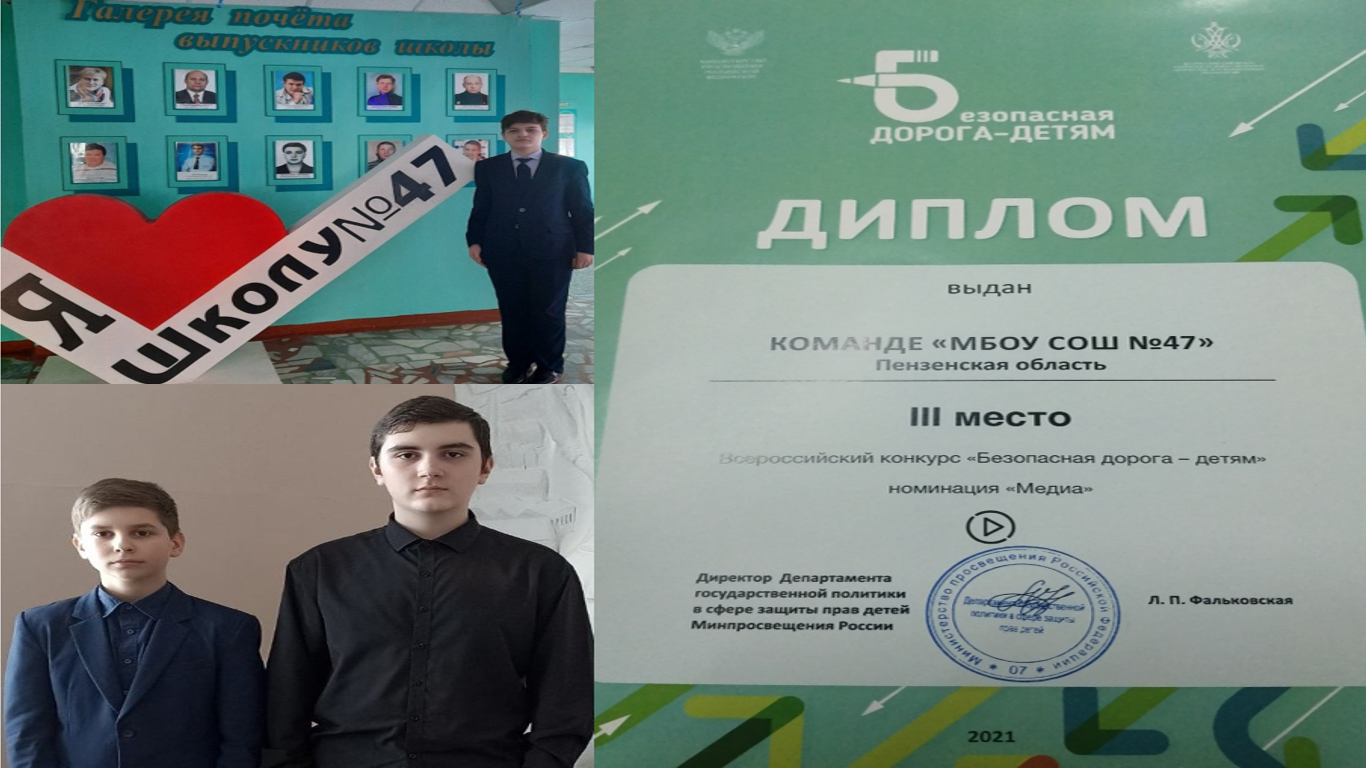 Галерея почёта
выпускников школы
Я
школу №47
Безопасная
ДОРОГА-ДЕТЯМ
ДИПЛОМ
выдан
КОМАНДЕ «МБОУ СОШ №47»
Пензенская область
III место
Всероссийский конкурс «Безопасная дорога – детям»
номинация «Медиа»
Директор Департамента
государственной политики
в сфере защиты прав детей
Минпросвещения России
Министерство просвещения Российской Федерации
07
Департамент государственной
политики в сфере защиты
прав детей
Л. П. Фальковская
2021